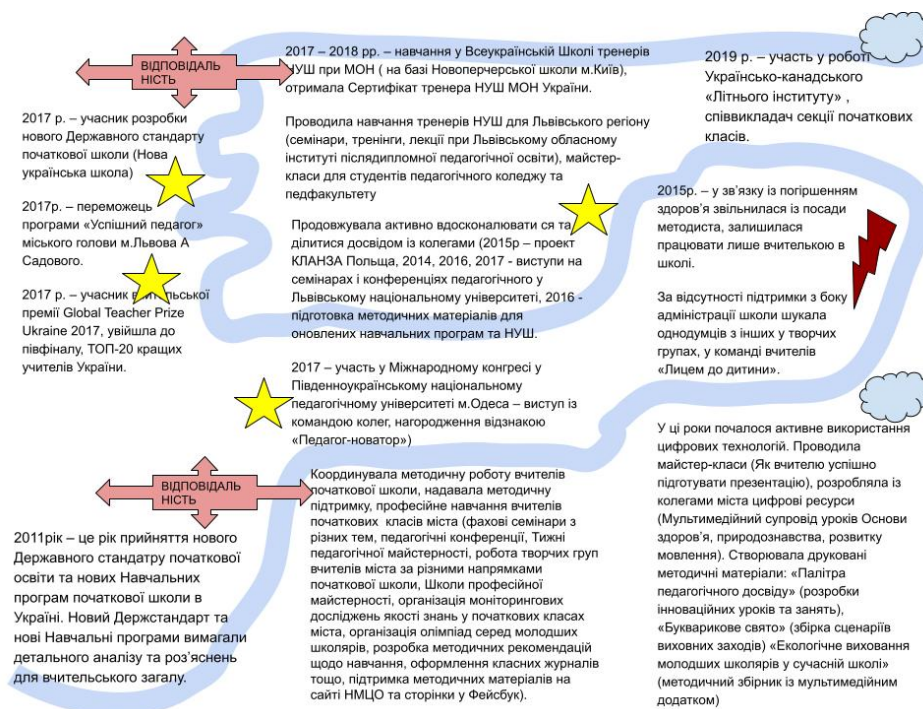 ВІДПОВІДАЛЬ
НІСТЬ
2017 р. – учасник розробки
нового Державного стандарту
початкової школи (Нова
українська школа)
2017р. – переможець
програми «Успішний педагог»
міського голови м.Львова А
Садового.
2017 р. – учасник вчительської
премії Global Teacher Prize
Ukraine 2017, увійшла до
півфіналу, ТОП-20 кращих
учителів України.
2017 – 2018 рр. – навчання у Всеукраїнській Школі тренерів
НУШ при МОН ( на базі Новоперчерської школи м.Київ),
отримала Сертифікат тренера НУШ МОН України.
Проводила навчання тренерів НУШ для Львівського регіону
(семінари, тренінги, лекції при Львівському обласном
інституті післядипломної педагогічної освіти), майстер-
класи для студентів педагогічного коледжу та
педфакультету
Продовжувала активно вдосконалювати ся та
ділитися досвідом із колегами (2015р – проект
КЛАНЗА Польща, 2014, 2016, 2017 - виступи на
семінарах і конференціях педагогічного у
Львівському національному університеті, 2016 -
підготовка методичних матеріалів для
оновлених навчальних програм та НУШ.
2017 – участь у Міжнародному конгресі у
Південноукраїнському національному
педагогічному університеті м.Одеса – виступ із
командою колег, нагородження відзнакою
«Педагог-новатор»)
2019 р. – участь у роботі
Українсько-канадського
«Літнього інституту» ,
співвикладач секції початкових
класів.
2015р. – у зв’язку із погіршенням
здоров’я звільнилась із посади
методиста, залишилася
працювати лише вчителькою в
школі.
За відсутності підтримки з боку
адміністрації школи шукала
однодумців з інших у творчих
групах, у команді вчителів
«Лицем до дитини».
ВІДПОВІДАЛЬ
НІСТЬ
2011рік – це рік прийняття нового
Державного стандатру початкової
освіти та нових Навчальних
програм початкової школи в
Україні. Новий Держстандарт та
нові Навчальні програми вимагали
детального аналізу та роз’яснень
для вчительського загалу.
Координувала методичну роботу вчителів
початкової школи, надавала методичну
підтримку, професійне навчання вчителів
початкових класів міста (фахові семінари з
різних тем, педагогічні конференції, Тижні
педагогічної майстерності, робота творчих груп
вчителів міста за різними напрямками
початкової школи, Школи професійної
майстерності, організація моніторингових
досліджень якості знань у початкових класах
міста, організація олімпіад серед молодших
школярів, розробка методичних рекомендацій
щодо навчання, оформлення класних журналів
тощо, підтримка методичних матеріалів на
сайті НМЦО та сторінки у Фейсбук).
У ці роки почалося активне використання
цифрових технологій. Проводила
майстер-класи (Як вчителю успішно
підготувати презентацію), розробляла із
колегами міста цифрові ресурси
(Мультимедійний супровід уроків Основи
здоров’я, природознавства, розвитку
мовлення). Створювала друковані
методичні матеріали: «Палітра
педагогічного досвіду» (розробки
інноваційних уроків та занять),
«Букварикове свято» (збірка сценаріїв
виховних заходів) «Екологічне виховання
молодших школярів у сучасній школі»
(методичний збірник із мультимедійним
додатком)